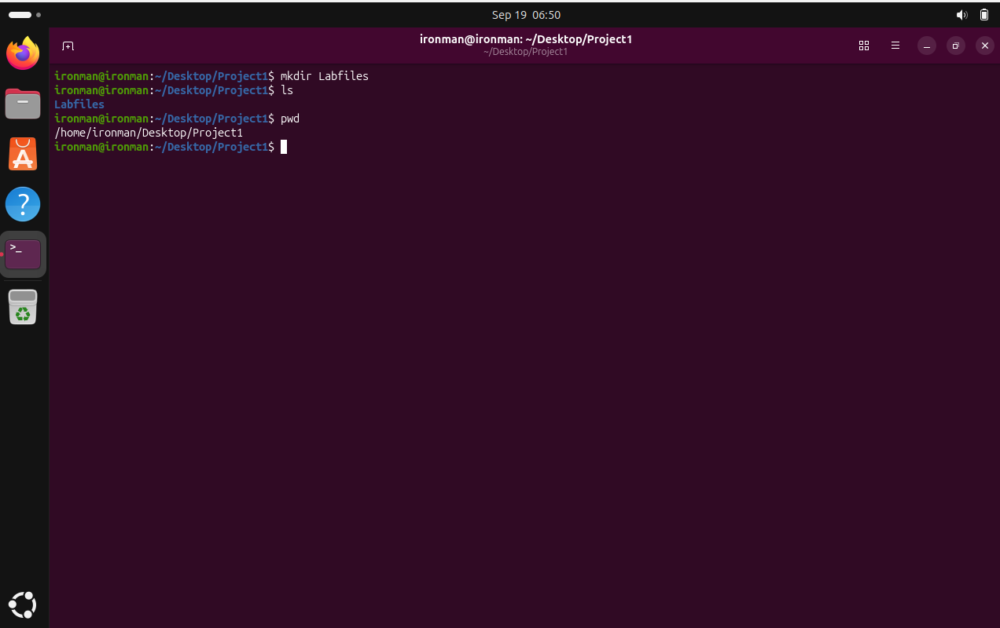 Sep 19 06:50
ironman@ironman: ~/Desktop/Project1
~/Desktop/Project1
ironman@ironman:~/Desktop/Project1$ mkdir Labfiles
ironman@ironman:~/Desktop/Project1$ ls
Labfiles
ironman@ironman:~/Desktop/Project1$ pwd
/home/ironman/Desktop/Project1
ironman@ironman:~/Desktop/Project1$